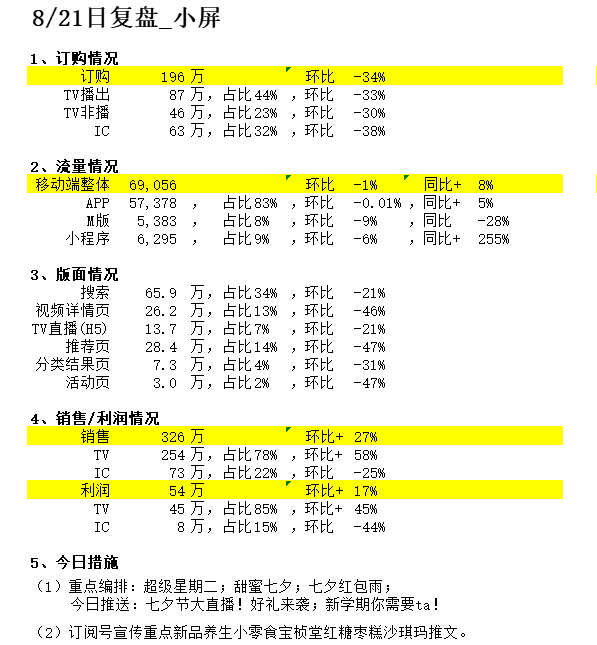 8/21日复盘_小屏
1、订购情况
订购 196 万 环比 -34%
TV播出 87 万，占比44% ，环比 -33%
TV非播 46 万，占比23% ，环比 -30%
IC 63 万，占比32% ，环比 -38%
2、流量情况
移动端整体 69,056 环比 -1% 同比+ 8%
APP 57,378 ， 占比83% ，环比 -0.01% ，同比+ 5%
M版 5,383 ， 占比8% ，环比 -9% ，同比 -28%
小程序 6,295 ， 占比9% ，环比 -6% ，同比+ 255%
3、版面情况
搜索 65.9 万，占比34% ，环比 -21%
视频详情页 26.2 万，占比13% ，环比 -46%
TV直播(H5) 13.7 万，占比7% ，环比 -21%
推荐页 28.4 万，占比14% ，环比 -47%
分类结果页 7.3 万，占比4% ，环比 -31%
活动页 3.0 万，占比2% ，环比 -47%
4、销售/利润情况
销售 326 万 环比+ 27%
TV 254 万，占比78% ，环比+ 58%
IC 73 万，占比22% ，环比 -25%
利润 54 万 环比+ 17%
TV 45 万，占比85% ，环比+ 45%
IC 8 万，占比15% ，环比 -44%
5、今日措施
（1）重点编排：超级星期二；甜蜜七夕；七夕红包雨；
今日推送：七夕节大直播！好礼来袭；新学期你需要ta！
（2）订阅号宣传重点新品养生小零食宝桢堂红糖枣糕沙琪玛推文。